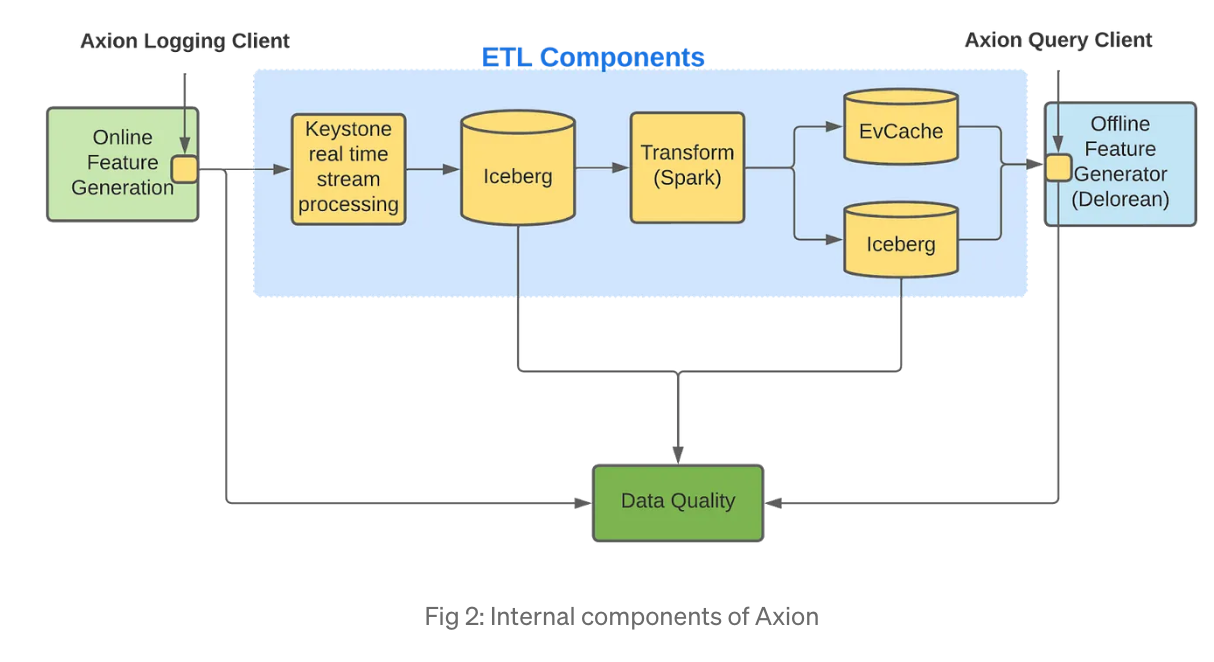 Axion Logging Client
Axion Query Client
ETL Components
Online
Feature
Generation
Keystone
real time
stream
processing
Iceberg
Transform
(Spark)
EvCache
Iceberg
Offline
Feature
Generator
(Delorean)
Data Quality
Fig 2: Internal components of Axion